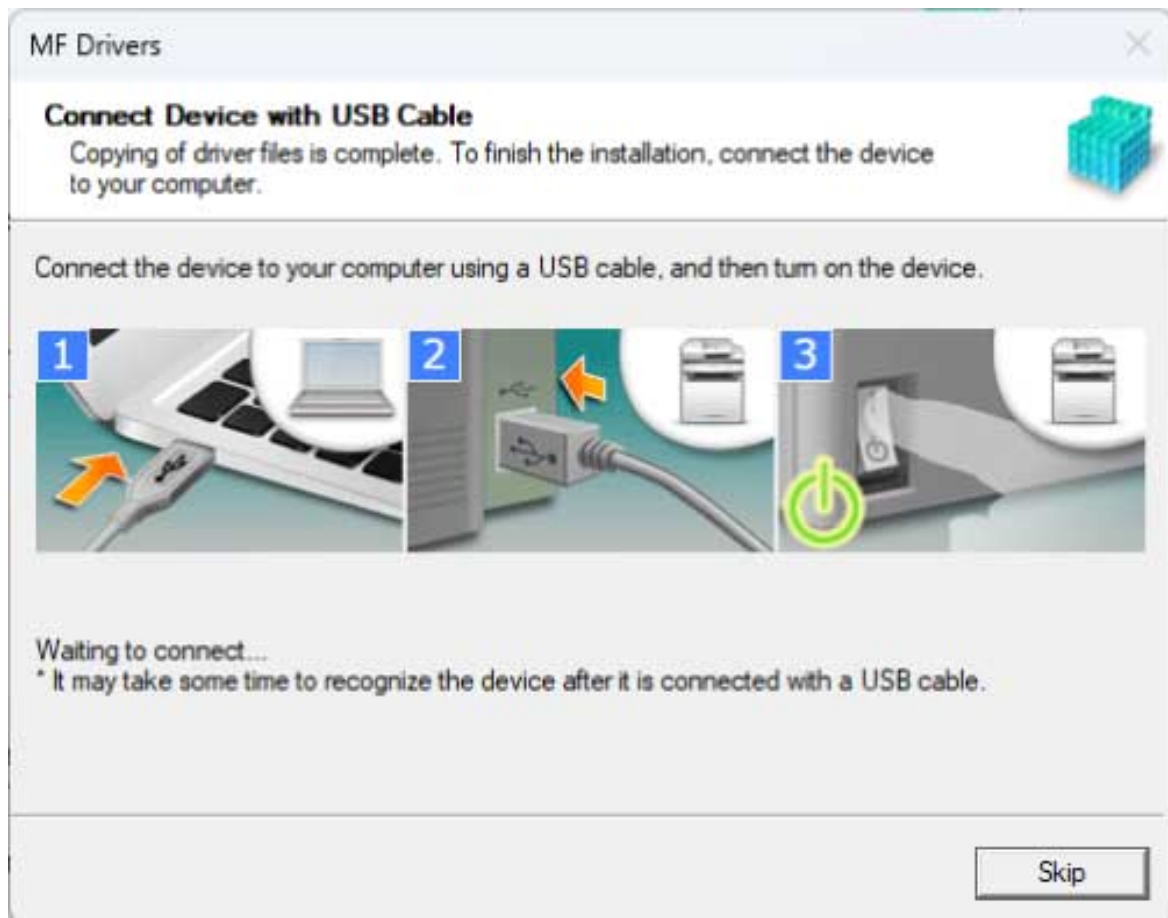 MF Drivers
Connect Device with USB Cable
Copying of driver files is complete. To finish the installation, connect the device
to your computer.
Connect the device to your computer using a USB cable, and then turn on the device.
1
2
3
Waiting to connect...
* It may take some time to recognize the device after it is connected with a USB cable.
Skip